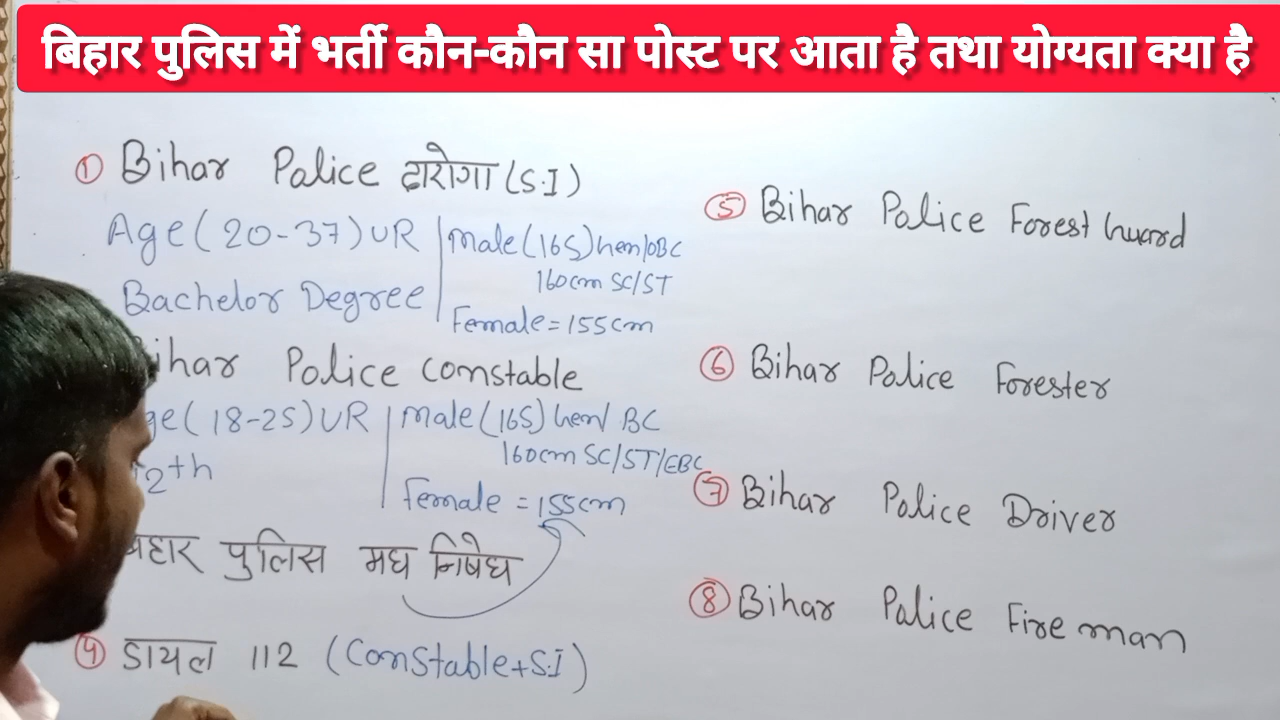 बिहार पुलिस में भर्ती कौन-कौन सा पोस्ट पर आता है तथा योग्यता क्या है
① Bihar Police दारोगा (S.I)
Age (20-37) UR
Bachelor Degree
Male (165) Gen/OBC
160cm SC/ST
Female = 155cm
ihar Police constable
ge (18-25) UR
12th
Male (165) Gen/ BC
160cm SC/ST/EBC
Female = 155cm
बिहार पुलिस मध निषेध
④ डायल 112 (Constable+S.I)
⑤ Bihar Police Forest Guard
⑥ Bihar Police Forester
⑦ Bihar Police Driver
⑧ Bihar Police Fire man